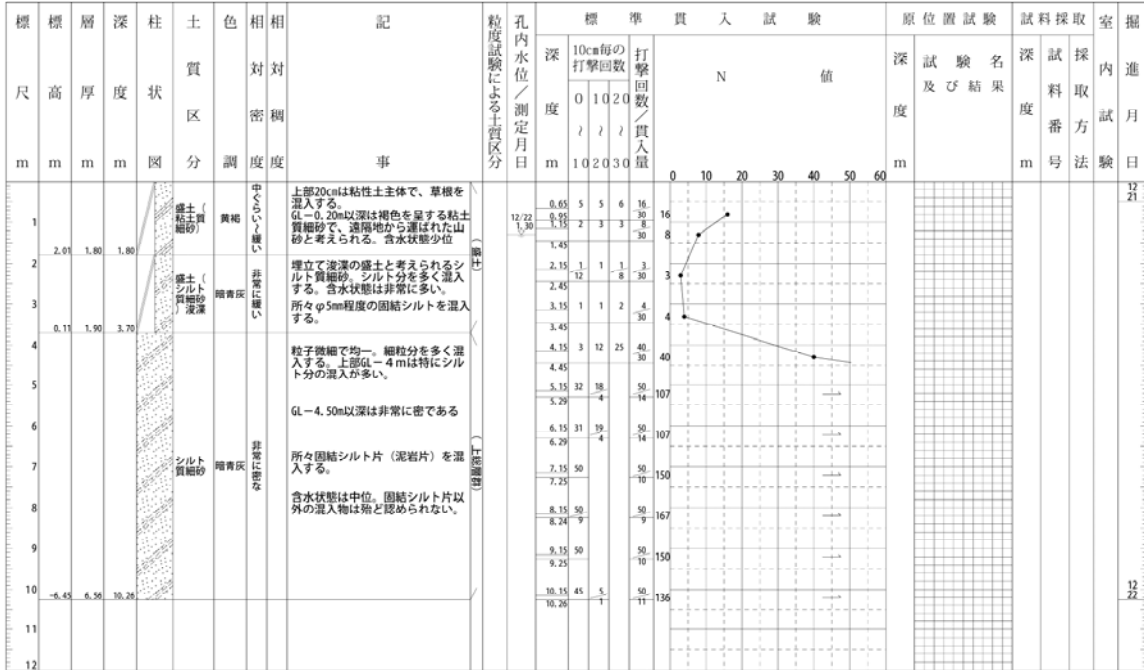 標尺 m
標高 m
層厚 m
深度 m
柱状図
土質区分
色調
相対密度
相対稠度
記事
粒度試験による土質区分
孔内水位／測定月日
標準貫入試験
深度 m
10cm毎の
打撃回数
0 10 20
～ ～ ～
10 20 30
打撃回数／貫入量
N 値
0 10 20 30 40 50 60
原位置試験
深度 m
試験名
及び結果
試料採取
深度 m
試料番号
採取方法
室内試験
掘進月日
12
21
1
2.01 1.80 1.80
盛土（
粘土質
細砂）
黄褐
中ぐらい～緩い
上部20cmは粘性土主体で、草根を
混入する。
GL－0.20m以深は褐色を呈する粘土
質細砂で、遠隔地から運ばれた山
砂と考えられる。含水状態少位
（盛土）
12/22
1.30
0.65 5 5 6 16
0.95 30 16
1.15 2 3 3 8
30 8
1.45
2
3
0.11 1.90 3.70
盛土（
シルト
質細砂
）浚渫
暗青灰
非常に緩い
埋立て浚渫の盛土と考えられるシ
ルト質細砂。シルト分を多く混入
する。含水状態は非常に多い。
所々φ5mm程度の固結シルトを混入
する。
2.15 1 1 1 3
12 8 30 3
2.45
3.15 1 1 2 4
30 4
3.45
4
5
6
7
8
9
10
-6.45 6.56 10.26
シルト
質細砂
暗青灰
非常に密な
粒子微細で均一。細粒分を多く混
入する。上部GL－4mは特にシル
ト分の混入が多い。
GL－4.50m以深は非常に密である
所々固結シルト片（泥岩片）を混
入する。
含水状態は中位。固結シルト片以
外の混入物は殆ど認められない。
（上総層群）
4.15 3 12 25 40
30 40
4.45
5.15 32 18 50
5.29 4 14 107
6.15 31 19 50
6.29 4 14 107
7.15 50 50
7.25 10 150
8.15 50 50
8.24 9 9 167
9.15 50 50
9.25 10 150
10.15 45 5 50
10.26 1 11 136
12
22
11
12